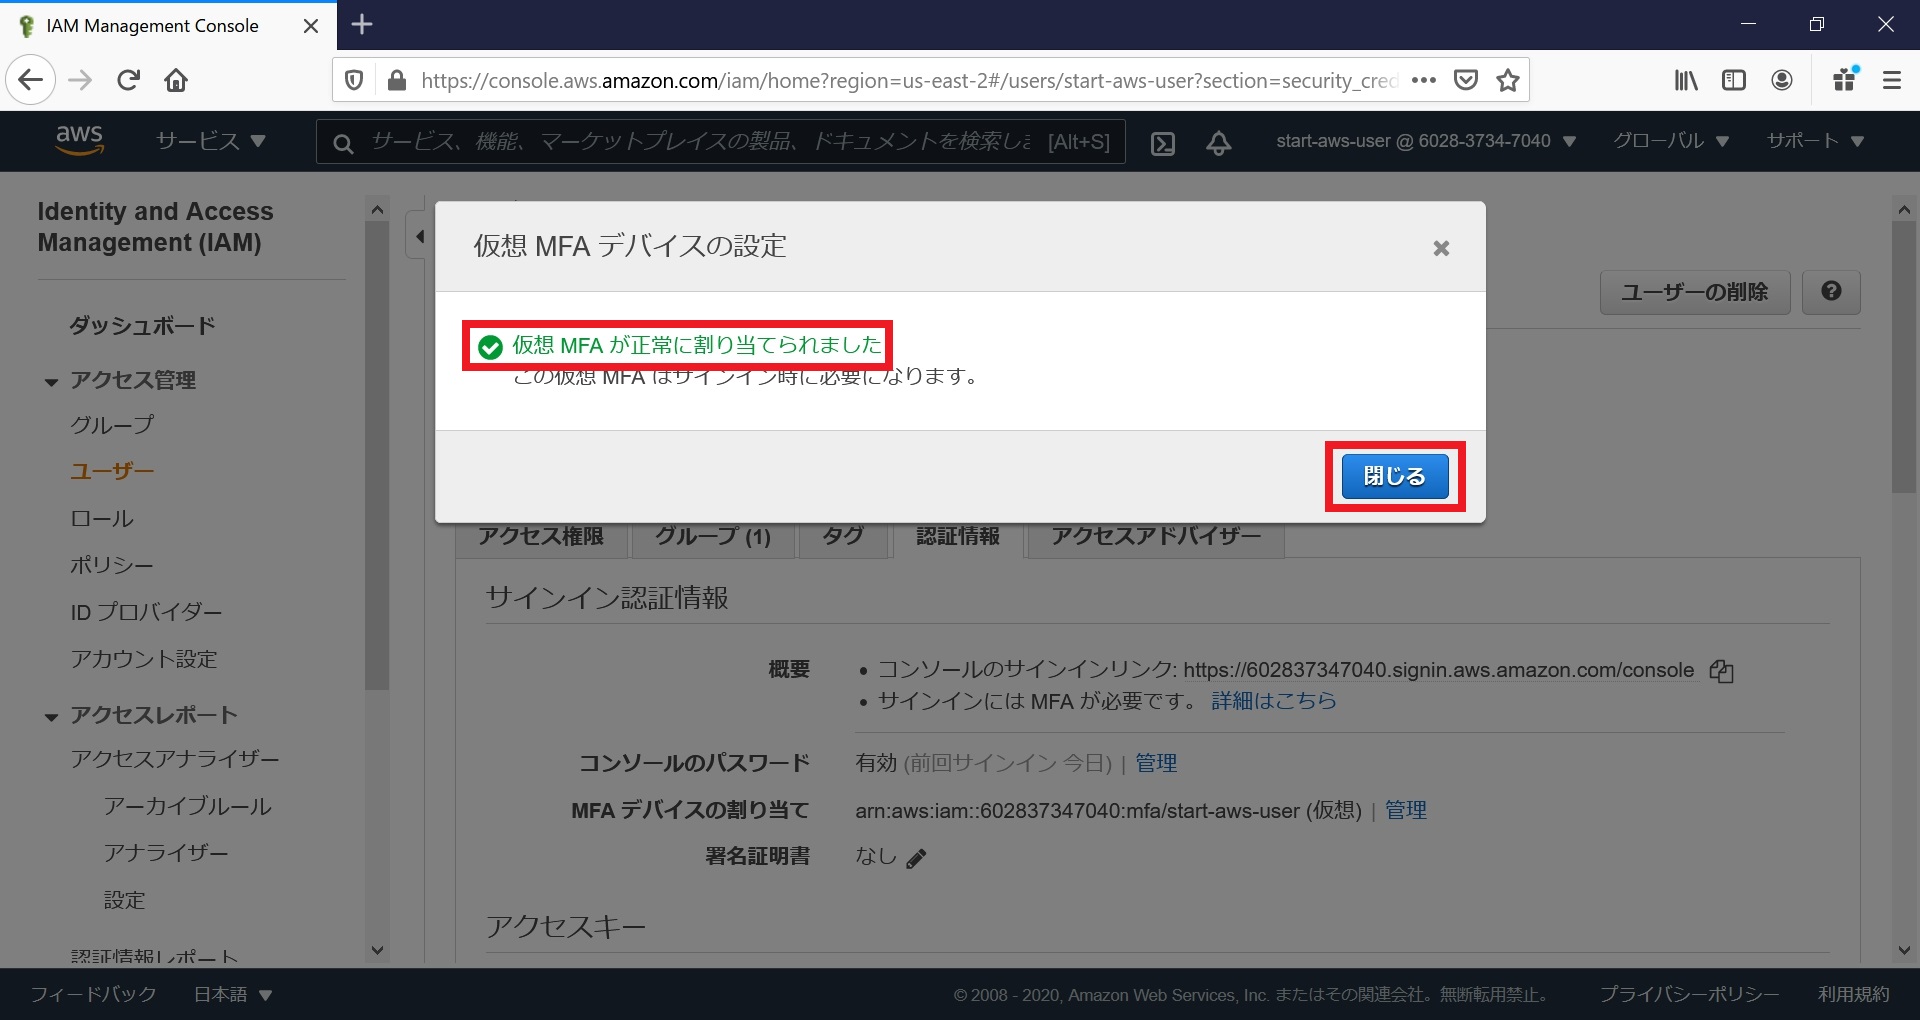 IAM Management Console
https://console.aws.amazon.com/iam/home?region=us-east-2#/users/start-aws-user?section=security_cred
aws
サービス
サービス、機能、マーケットプレイスの製品、ドキュメントを検索しま
[Alt+S]
start-aws-user @ 6028-3734-7040
グローバル
サポート
Identity and Access
Management (IAM)
ダッシュボード
アクセス管理
グループ
ユーザー
ロール
ポリシー
ID プロバイダー
アカウント設定
アクセスレポート
アクセスアナライザー
アーカイブルール
アナライザー
設定
認証情報レポート
仮想 MFA デバイスの設定
仮想 MFA が正常に割り当てられました
この仮想 MFA はサインイン時に必要になります。
閉じる
ユーザーの削除
アクセス権限
グループ (1)
タグ
認証情報
アクセスアドバイザー
サインイン認証情報
概要
• コンソールのサインインリンク: https://602837347040.signin.aws.amazon.com/console
• サインインには MFA が必要です。 詳細はこちら
コンソールのパスワード 有効 (前回サインイン 今日) | 管理
MFA デバイスの割り当て arn:aws:iam::602837347040:mfa/start-aws-user (仮想) | 管理
署名証明書 なし
アクセスキー
フィードバック
日本語
© 2008 - 2020, Amazon Web Services, Inc. またはその関連会社。無断転用禁止。
プライバシーポリシー
利用規約